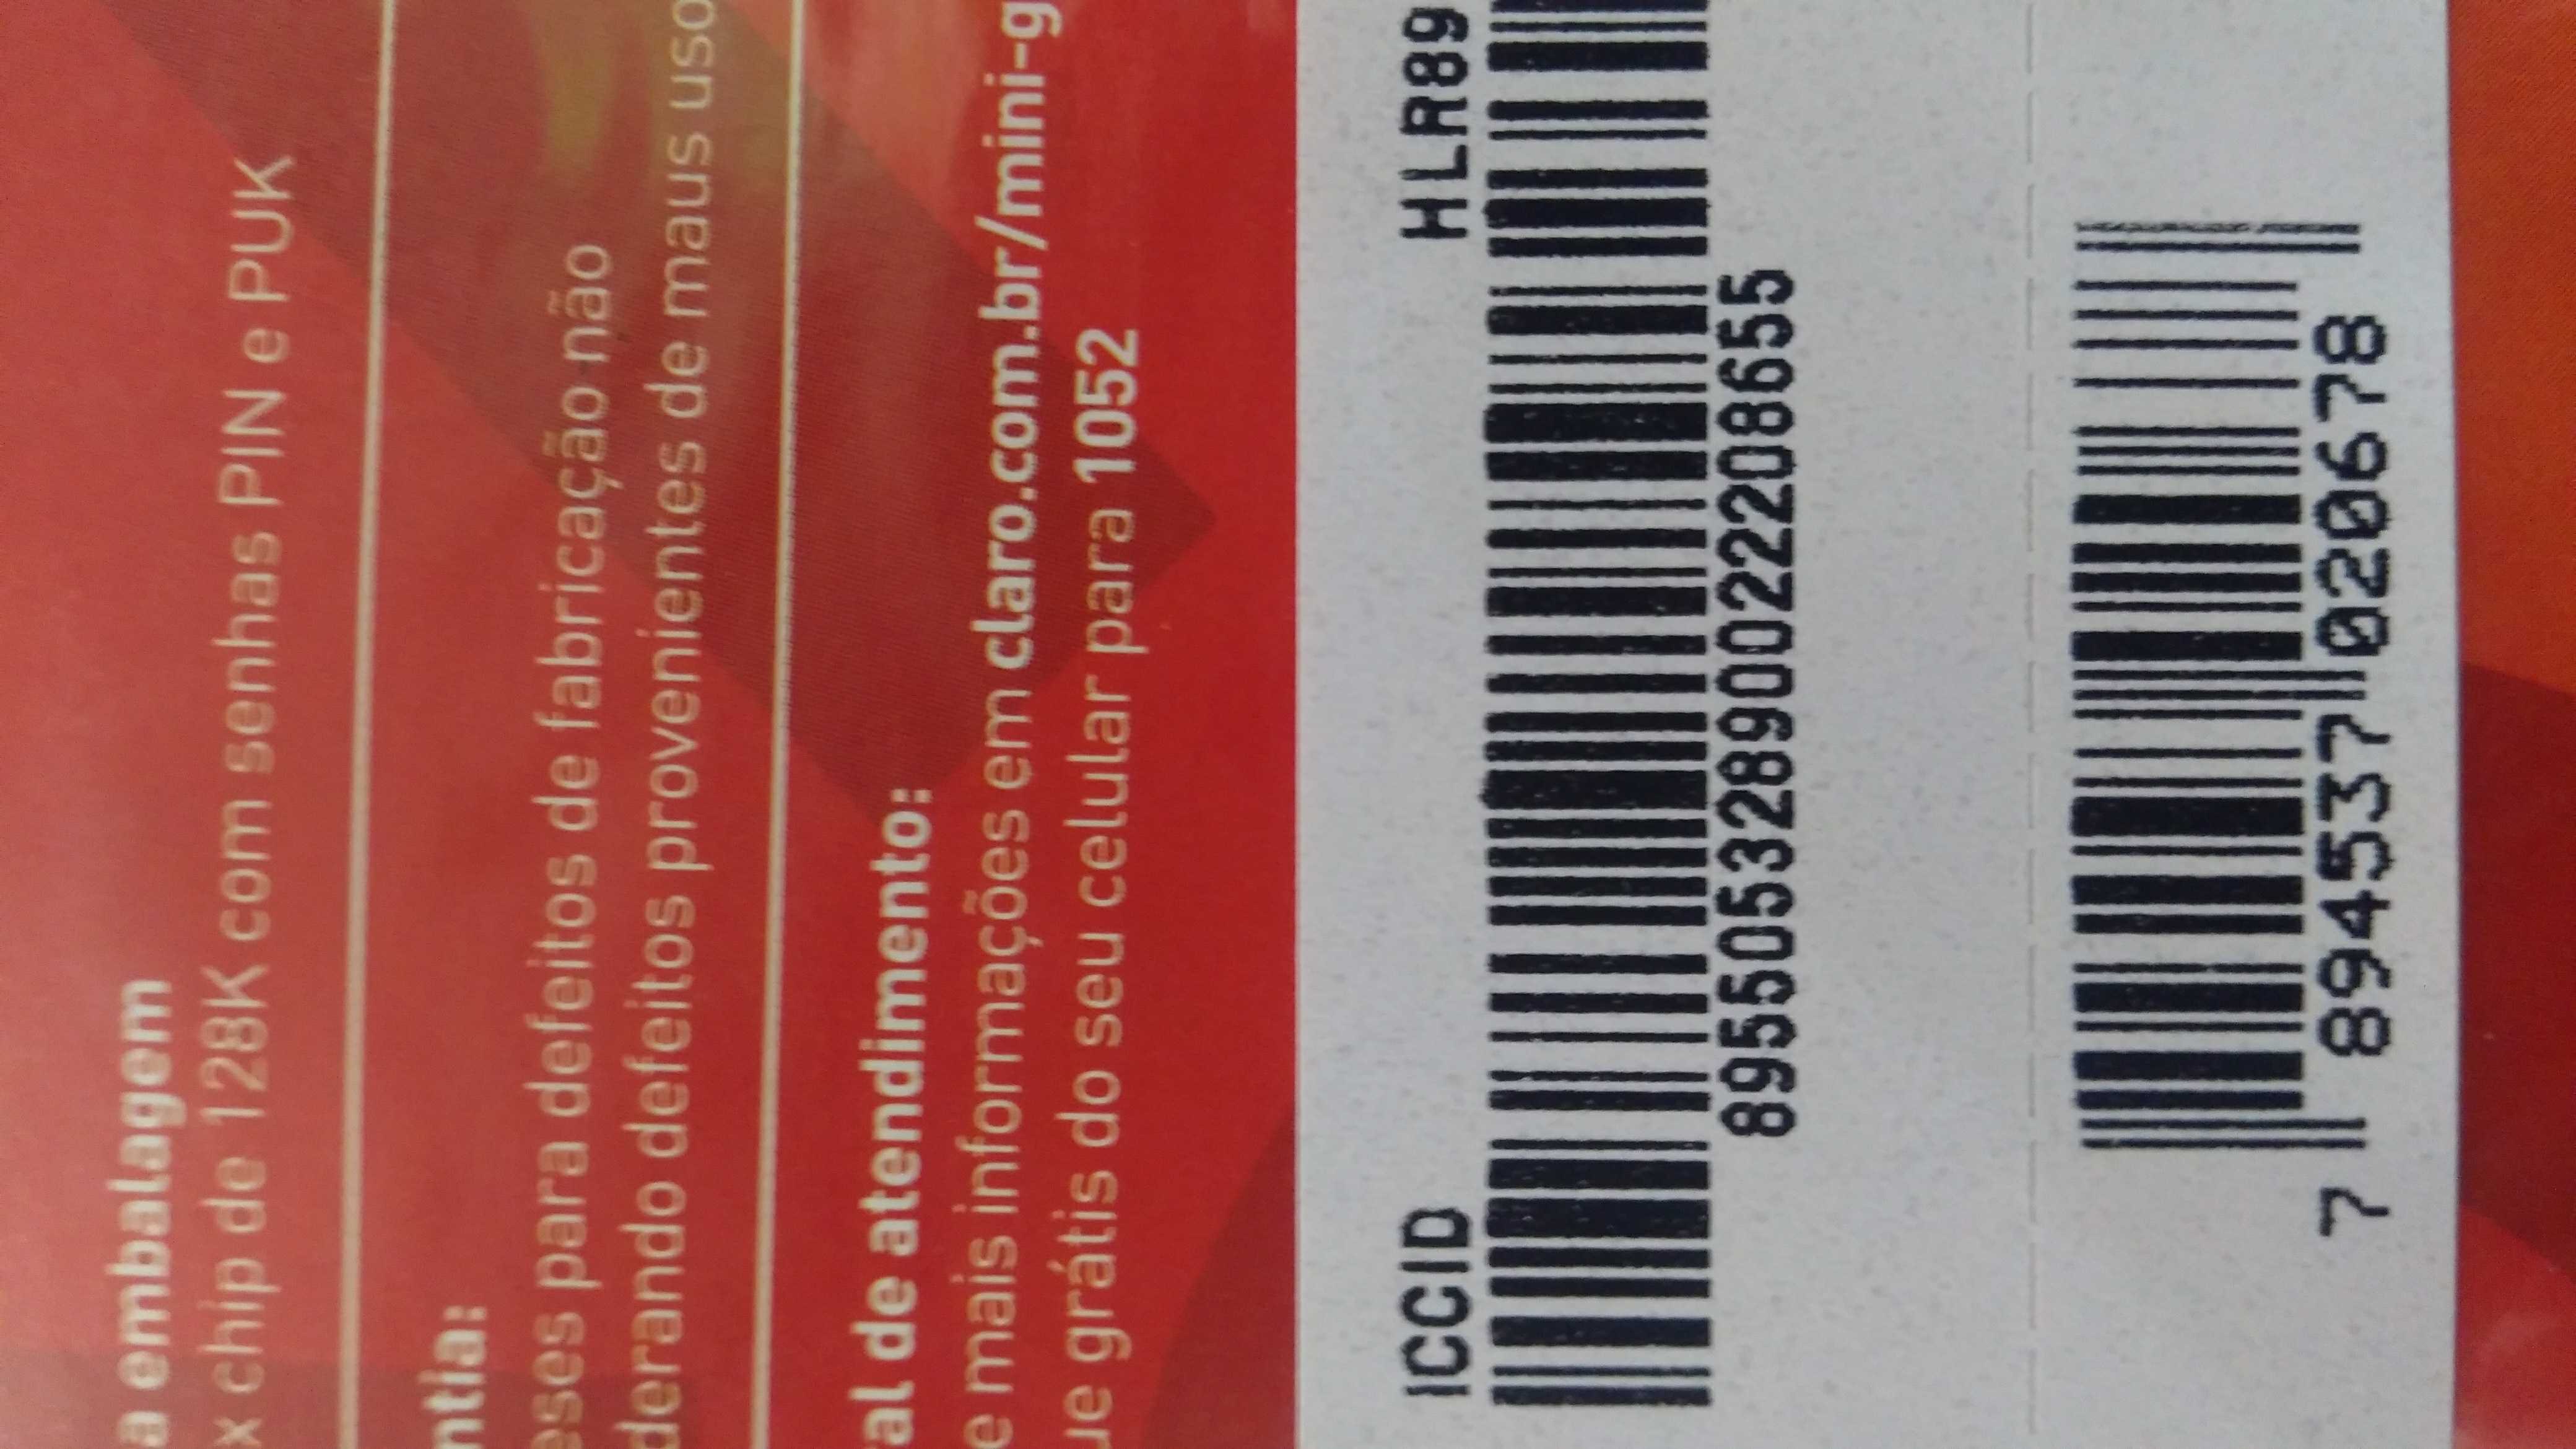 a embalagem
x chip de 128K com senhas PIN e PUK
ntia:
eses para defeitos de fabricação não
derando defeitos provenientes de maus uso
al de atendimento:
e mais informações em claro.com.br/mini-g
ue grátis do seu celular para 1052
ICCID HLR89
89550532890022208655
7 894537 020678